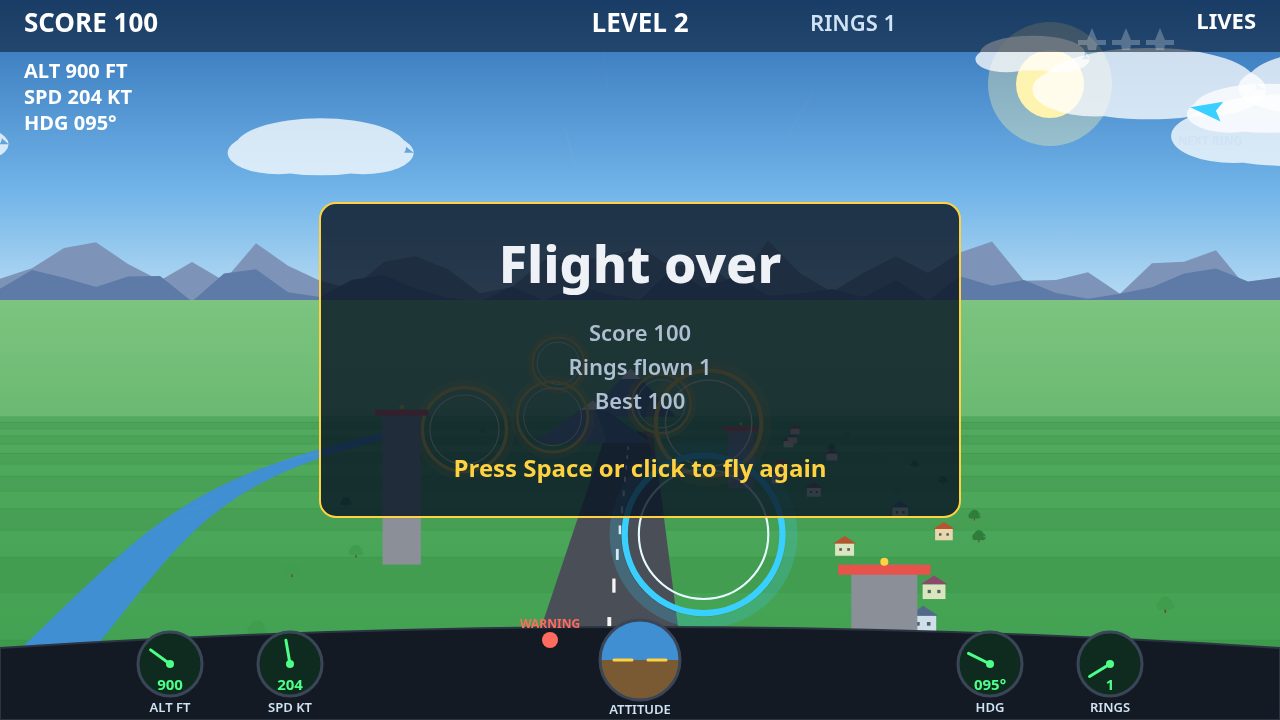 SCORE 100
LEVEL 2
RINGS 1
LIVES
ALT 900 FT
SPD 204 KT
HDG 095°
NEXT RING
Flight over
Score 100
Rings flown 1
Best 100
Press Space or click to fly again
WARNING
900
204
095°
1
ALT FT
SPD KT
ATTITUDE
HDG
RINGS